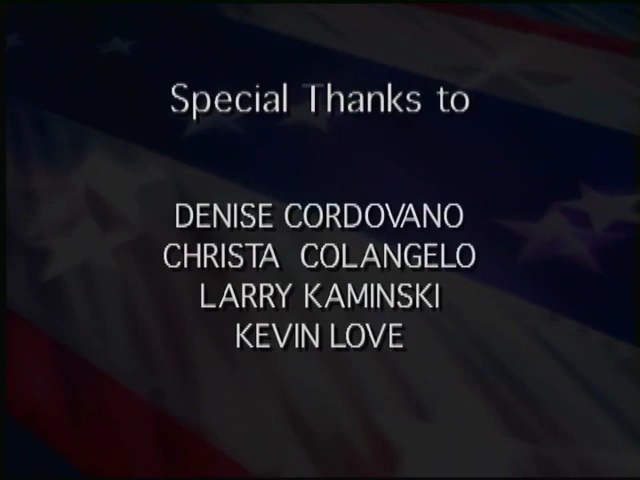 Special Thanks to
DENISE CORDOVANO
CHRISTA COLANGELO
LARRY KAMINSKI
KEVIN LOVE